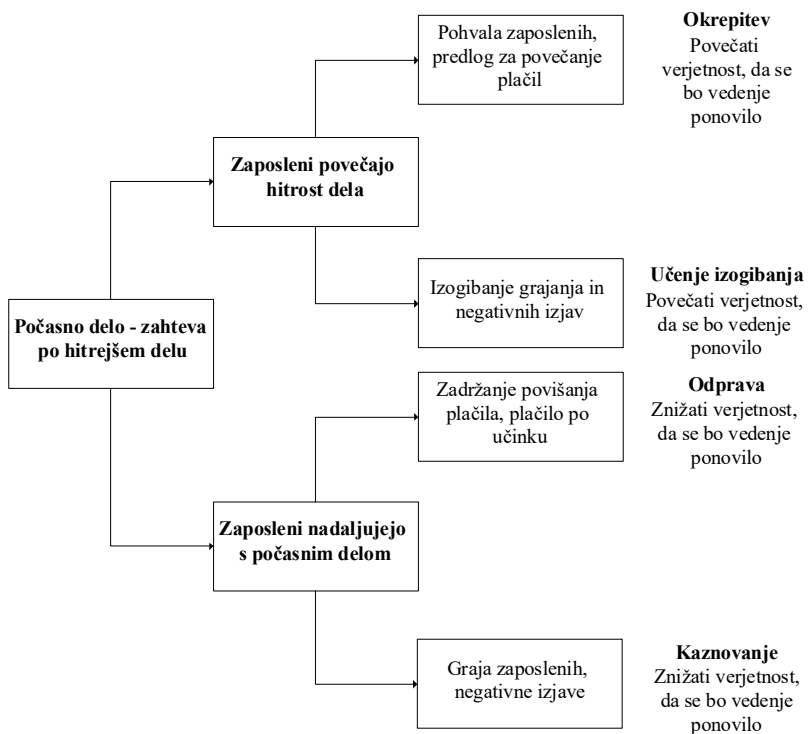 Pohvala zaposlenih,
predlog za povečanje
plačil
Okrepitev
Povečati
verjetnost, da se
bo vedenje
ponovilo
Zaposleni povečajo
hitrost dela
Izogibanje grajanja in
negativnih izjav
Učenje izogibanja
Povečati verjetnost,
da se bo vedenje
ponovilo
Počasno delo - zahteva
po hitrejšem delu
Zadržanje povišanja
plačila, plačilo po
učinku
Odprava
Znižati verjetnost,
da se bo vedenje
ponovilo
Zaposleni nadaljujejo
s počasnim delom
Graja zaposlenih,
negativne izjave
Kaznovanje
Znižati verjetnost,
da se bo vedenje
ponovilo